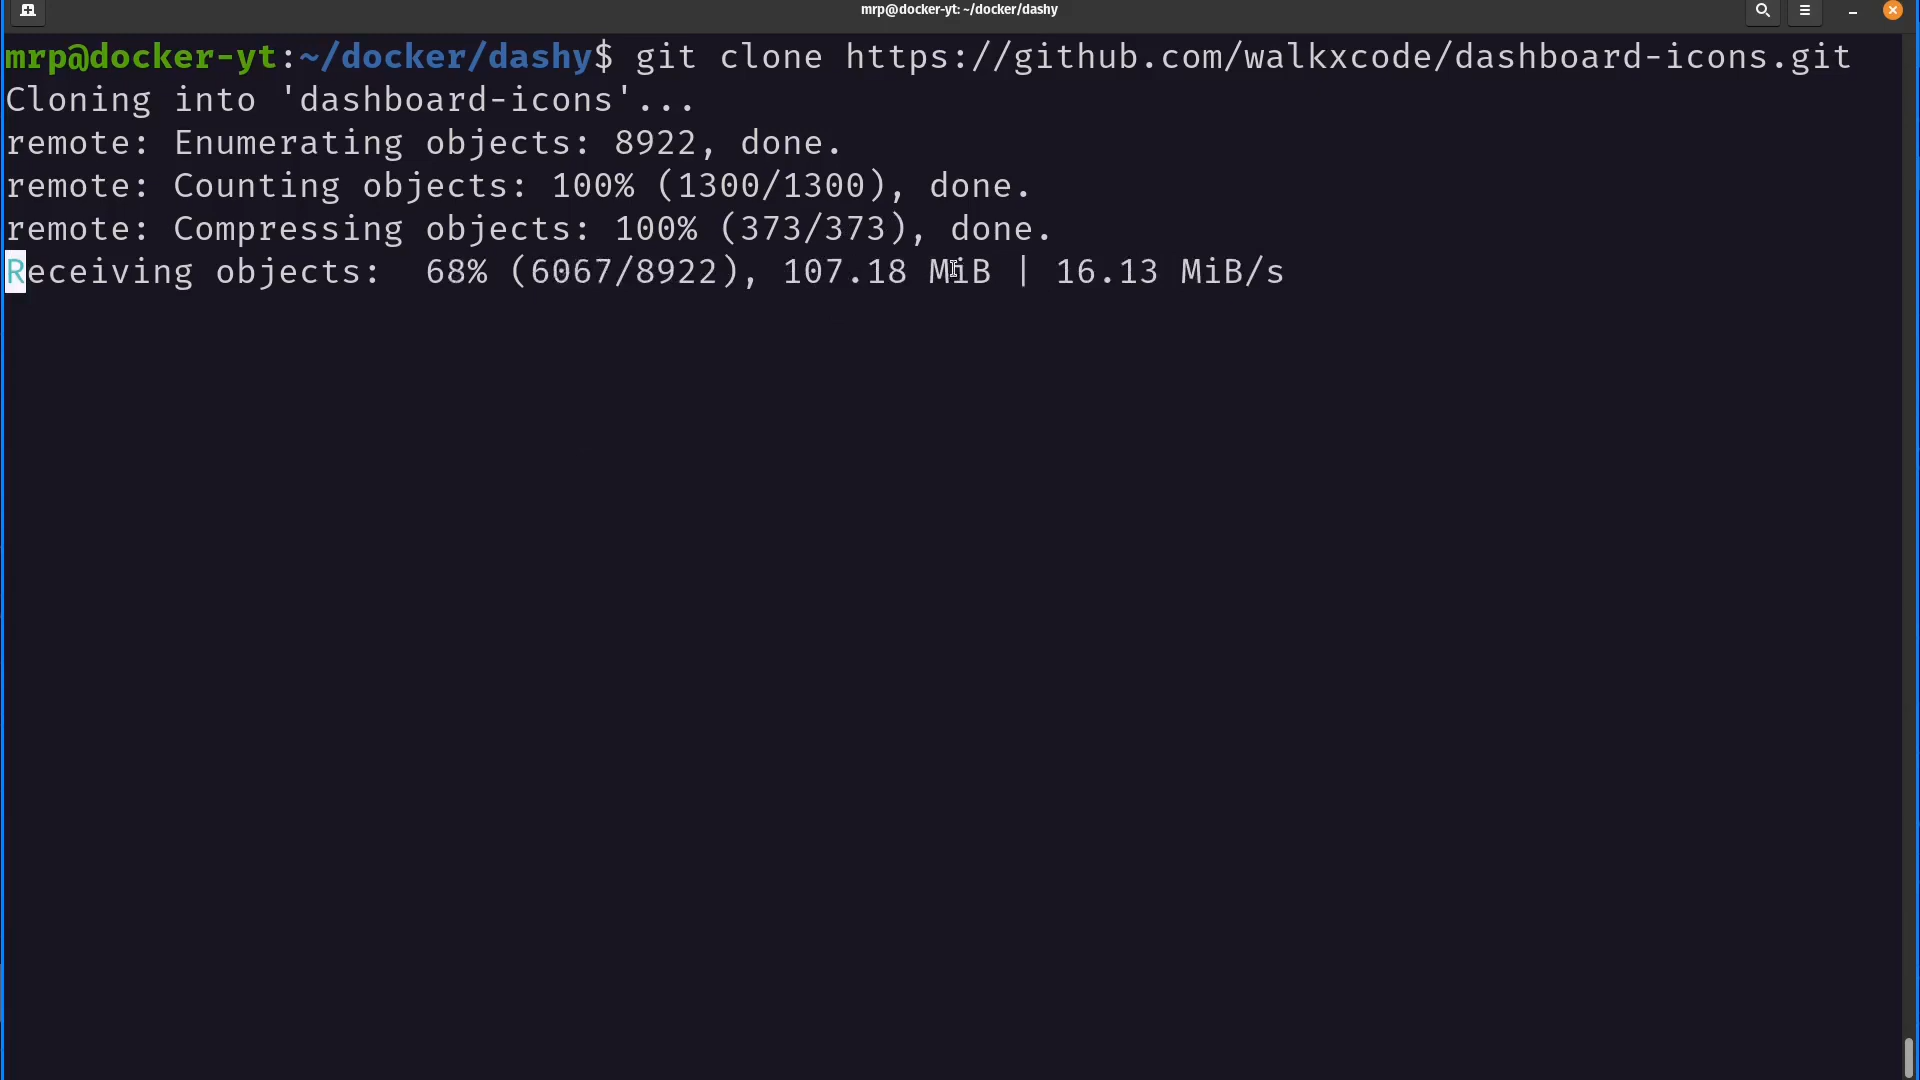 mrp@docker-yt: ~/docker/dashy
mrp@docker-yt:~/docker/dashy$ git clone https://github.com/walkxcode/dashboard-icons.git
Cloning into 'dashboard-icons'...
remote: Enumerating objects: 8922, done.
remote: Counting objects: 100% (1300/1300), done.
remote: Compressing objects: 100% (373/373), done.
Receiving objects:  68% (6067/8922), 107.18 MiB | 16.13 MiB/s